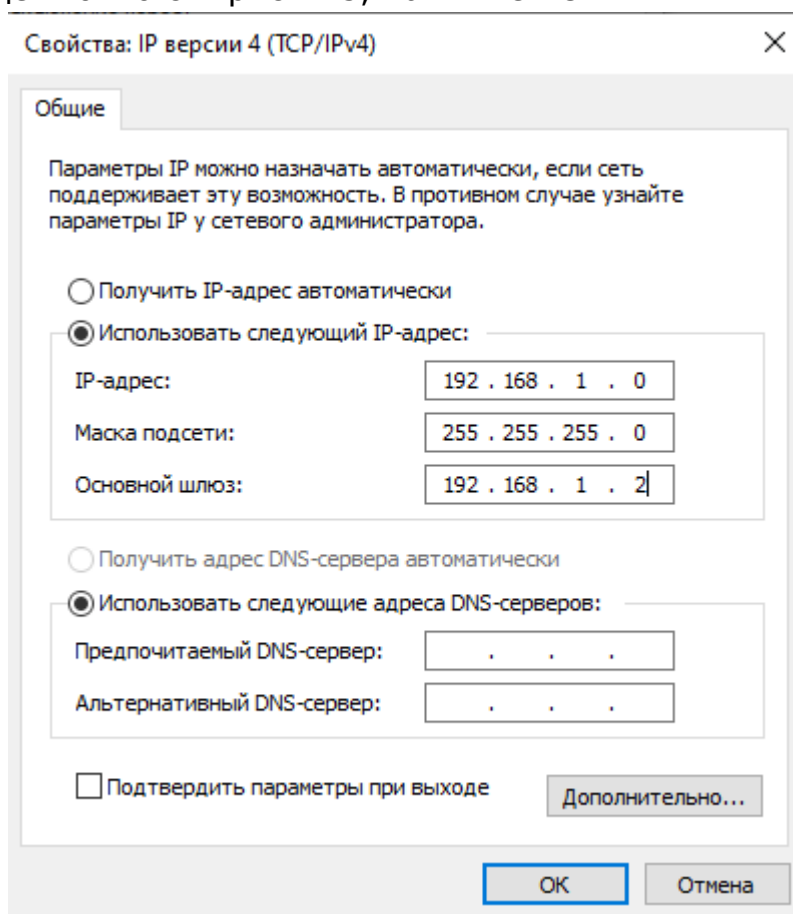 Свойства: IP версии 4 (TCP/IPv4)
Общие
Параметры IP можно назначать автоматически, если сеть
поддерживает эту возможность. В противном случае узнайте
параметры IP у сетевого администратора.
Получить IP-адрес автоматически
Использовать следующий IP-адрес:
IP-адрес: 192 . 168 . 1 . 0
Маска подсети: 255 . 255 . 255 . 0
Основной шлюз: 192 . 168 . 1 . 2
Получить адрес DNS-сервера автоматически
Использовать следующие адреса DNS-серверов:
Предпочитаемый DNS-сервер: . . .
Альтернативный DNS-сервер: . . .
Подтвердить параметры при выходе
Дополнительно...
ОК Отмена